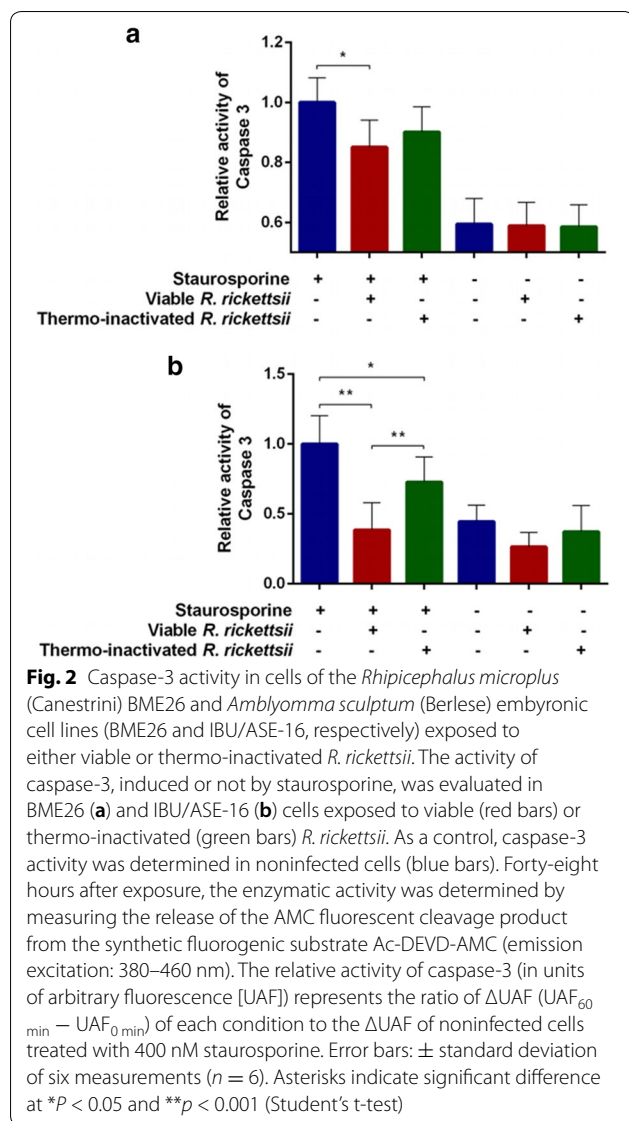 a
Relative activity of
Caspase 3
1.2
1.0
0.8
0.6
*
Staurosporine + + + - - -
Viable R. rickettsii - + - - + -
Thermo-inactivated R. rickettsii - - + - - +
b
Relative activity of
Caspase 3
1.5
1.0
0.5
0.0
*
**
**
Staurosporine + + + - - -
Viable R. rickettsii - + - - + -
Thermo-inactivated R. rickettsii - - + - - +
Fig. 2 Caspase-3 activity in cells of the Rhipicephalus microplus
(Canestrini) BME26 and Amblyomma sculptum (Berlese) embyronic
cell lines (BME26 and IBU/ASE-16, respectively) exposed to
either viable or thermo-inactivated R. rickettsii. The activity of
caspase-3, induced or not by staurosporine, was evaluated in
BME26 (a) and IBU/ASE-16 (b) cells exposed to viable (red bars) or
thermo-inactivated (green bars) R. rickettsii. As a control, caspase-3
activity was determined in noninfected cells (blue bars). Forty-eight
hours after exposure, the enzymatic activity was determined by
measuring the release of the AMC fluorescent cleavage product
from the synthetic fluorogenic substrate Ac-DEVD-AMC (emission
excitation: 380–460 nm). The relative activity of caspase-3 (in units
of arbitrary fluorescence [UAF]) represents the ratio of ΔUAF (UAF60
min − UAF0 min) of each condition to the ΔUAF of noninfected cells
treated with 400 nM staurosporine. Error bars: ± standard deviation
of six measurements (n = 6). Asterisks indicate significant difference
at *P < 0.05 and **p < 0.001 (Student's t-test)